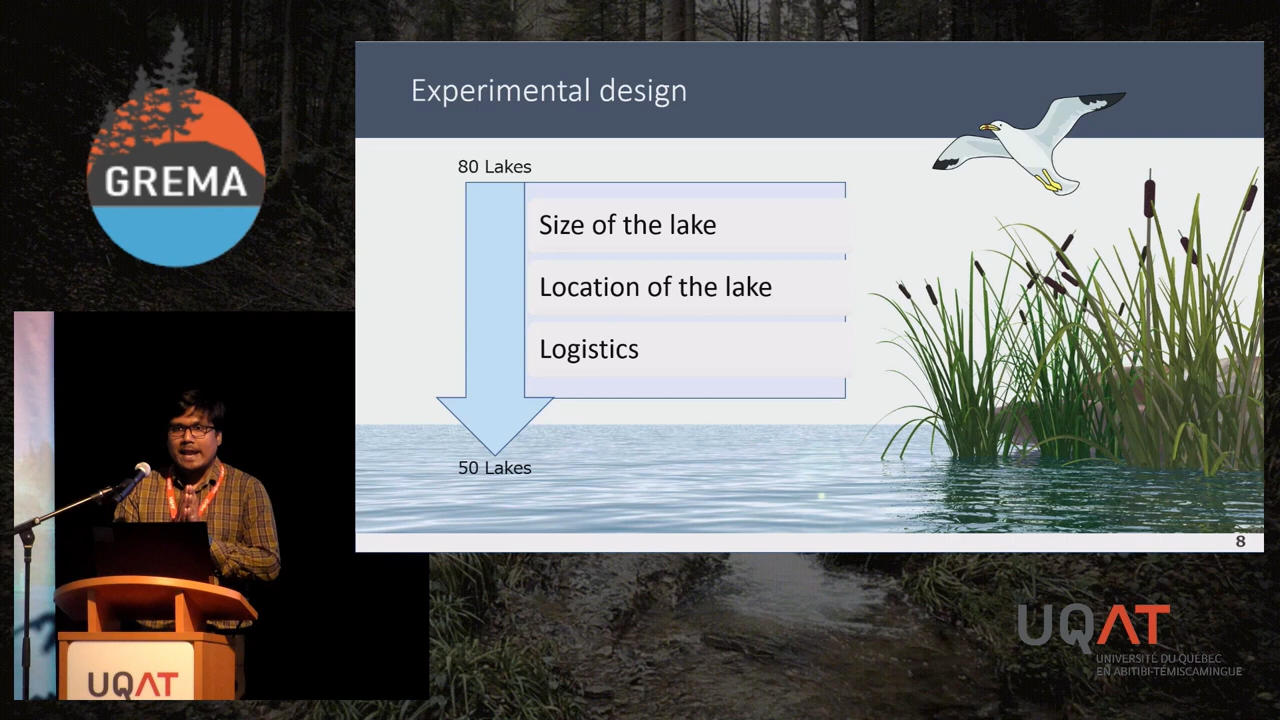 GREMA
Experimental design
80 Lakes
Size of the lake
Location of the lake
Logistics
50 Lakes
8
UQAT
UQAT
UNIVERSITÉ DU QUÉBEC
EN ABITIBI-TÉMISCAMINGUE